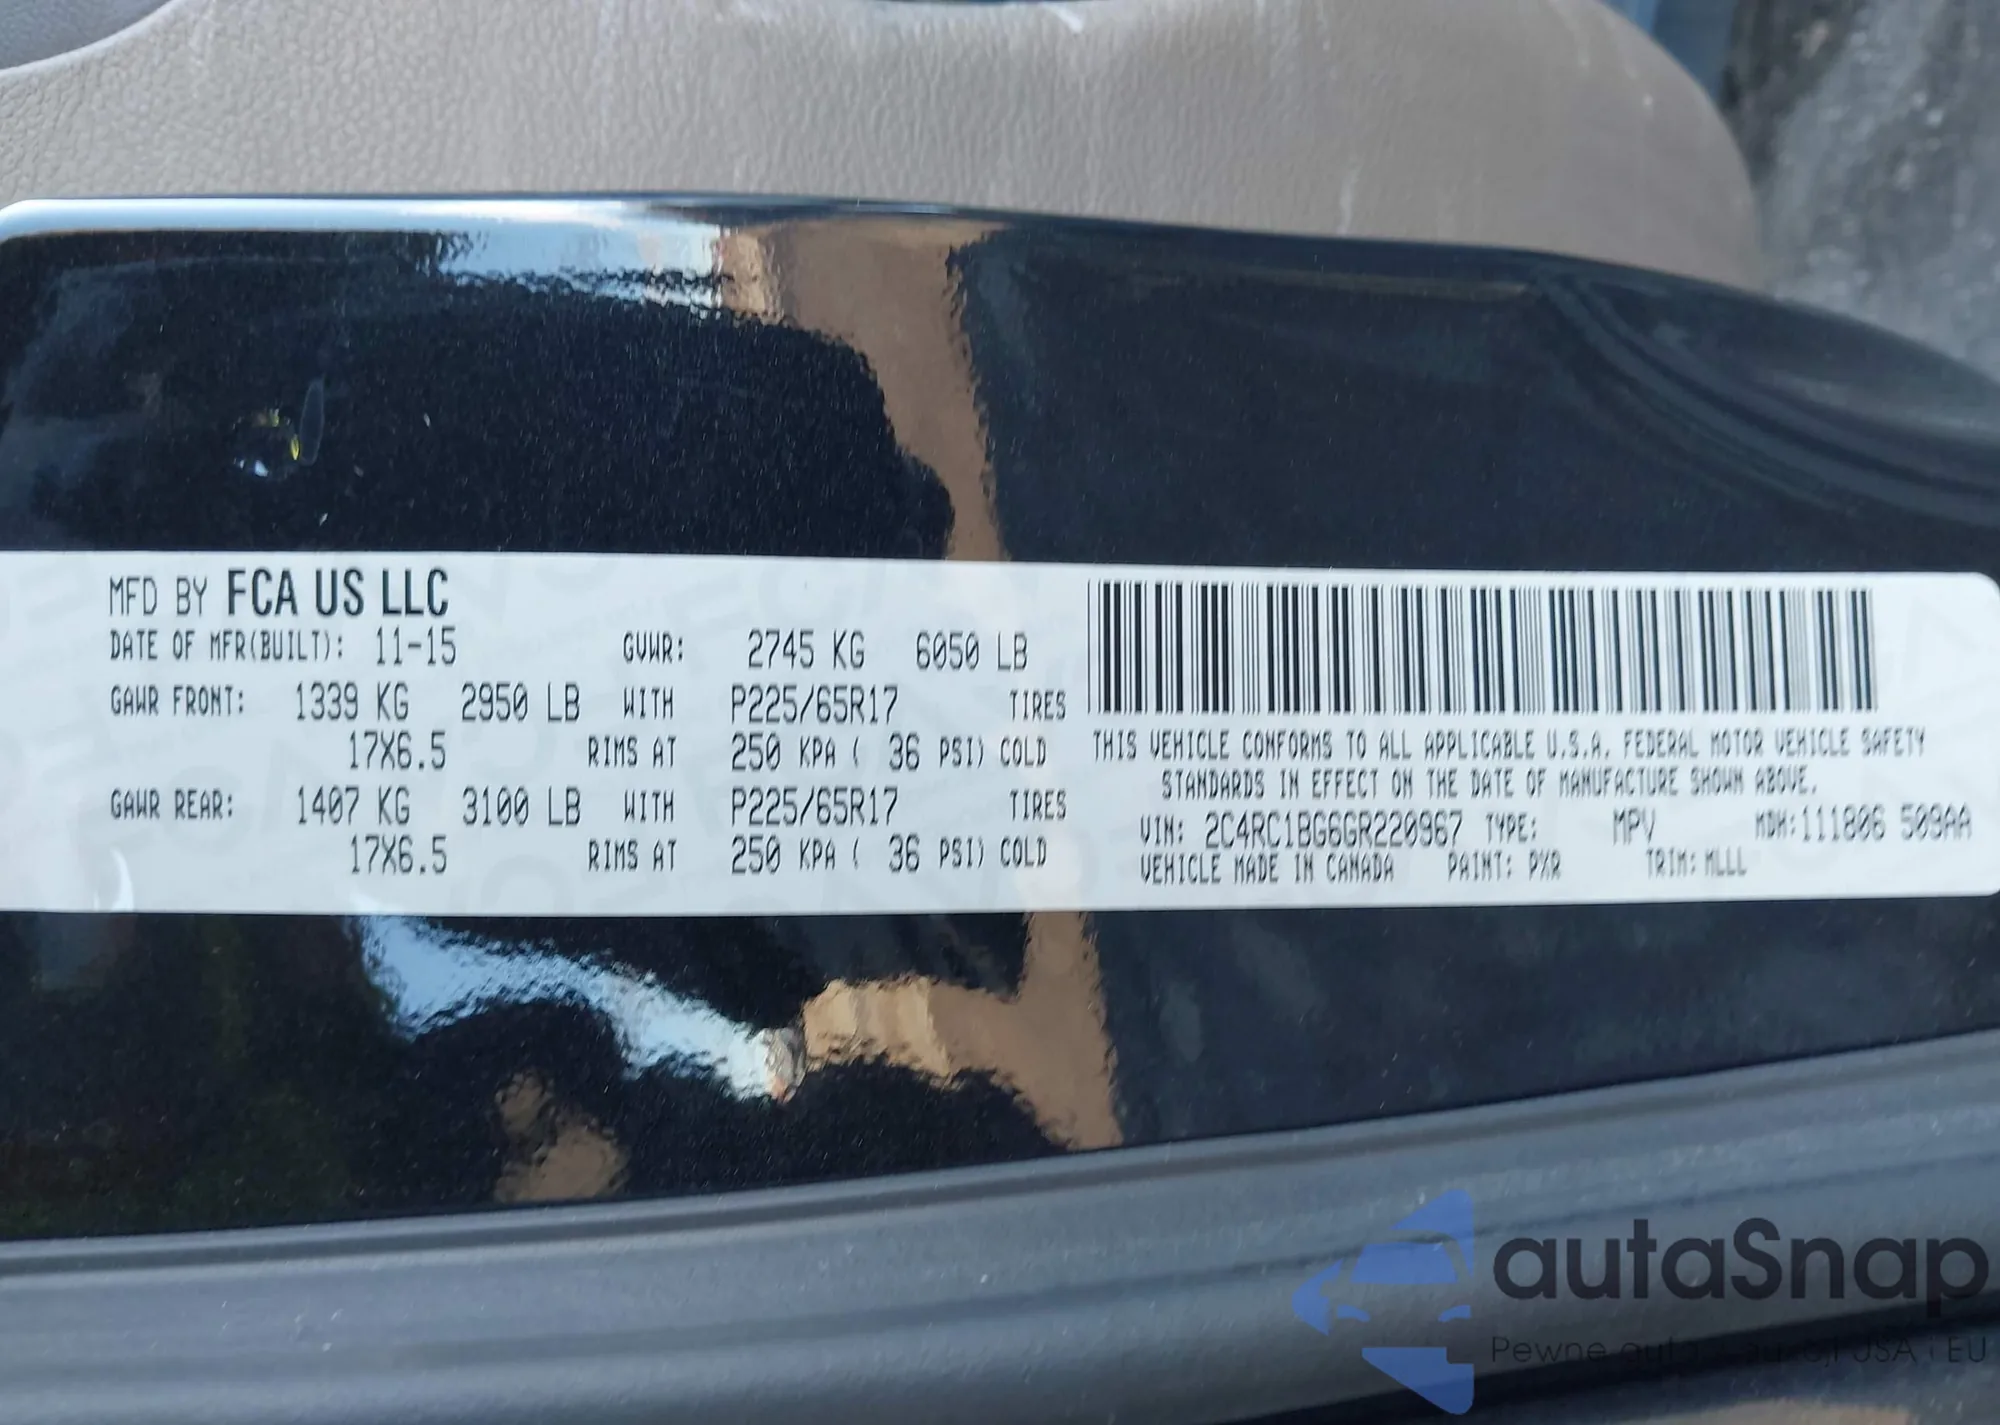 MFD BY FCA US LLC
DATE OF MFR(BUILT): 11-15 GVWR: 2745 KG 6050 LB
GAWR FRONT: 1339 KG 2950 LB WITH P225/65R17 TIRES
17X6.5 RIMS AT 250 KPA ( 36 PSI) COLD
GAWR REAR: 1407 KG 3100 LB WITH P225/65R17 TIRES
17X6.5 RIMS AT 250 KPA ( 36 PSI) COLD
THIS VEHICLE CONFORMS TO ALL APPLICABLE U.S.A. FEDERAL MOTOR VEHICLE SAFETY
STANDARDS IN EFFECT ON THE DATE OF MANUFACTURE SHOWN ABOVE.
VIN: 2C4RC1BG6GR220967 TYPE: MPV MDH:111806 509AA
VEHICLE MADE IN CANADA PAINT: PXR TRIM: MLLL
autaSnap
Pewne auta USA i EU